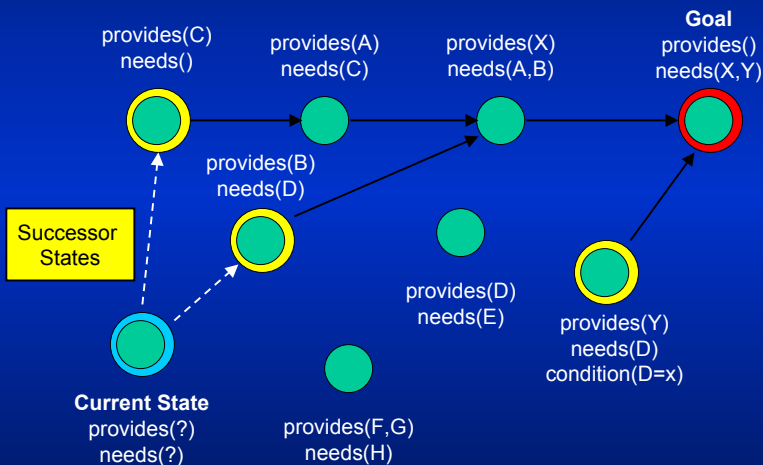 provides(C)
needs()
provides(A)
needs(C)
provides(X)
needs(A,B)
Goal
provides()
needs(X,Y)
provides(B)
needs(D)
Successor
States
provides(D)
needs(E)
provides(Y)
needs(D)
condition(D=x)
Current State
provides(?)
needs(?)
provides(F,G)
needs(H)